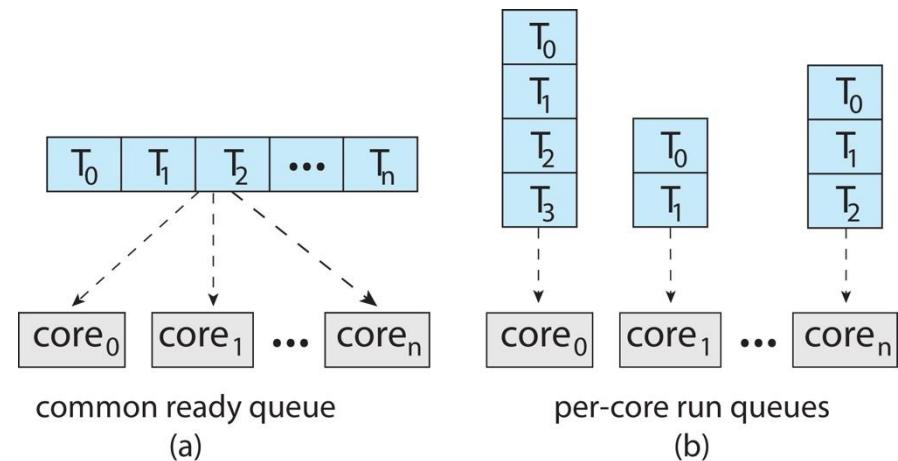 T₀ T₁ T₂ ••• Tₙ
core₀ core₁ ••• coreₙ
common ready queue
(a)
T₀
T₁
T₂
T₃
core₀
T₀
T₁
core₁
•••
T₀
T₁
T₂
coreₙ
per-core run queues
(b)